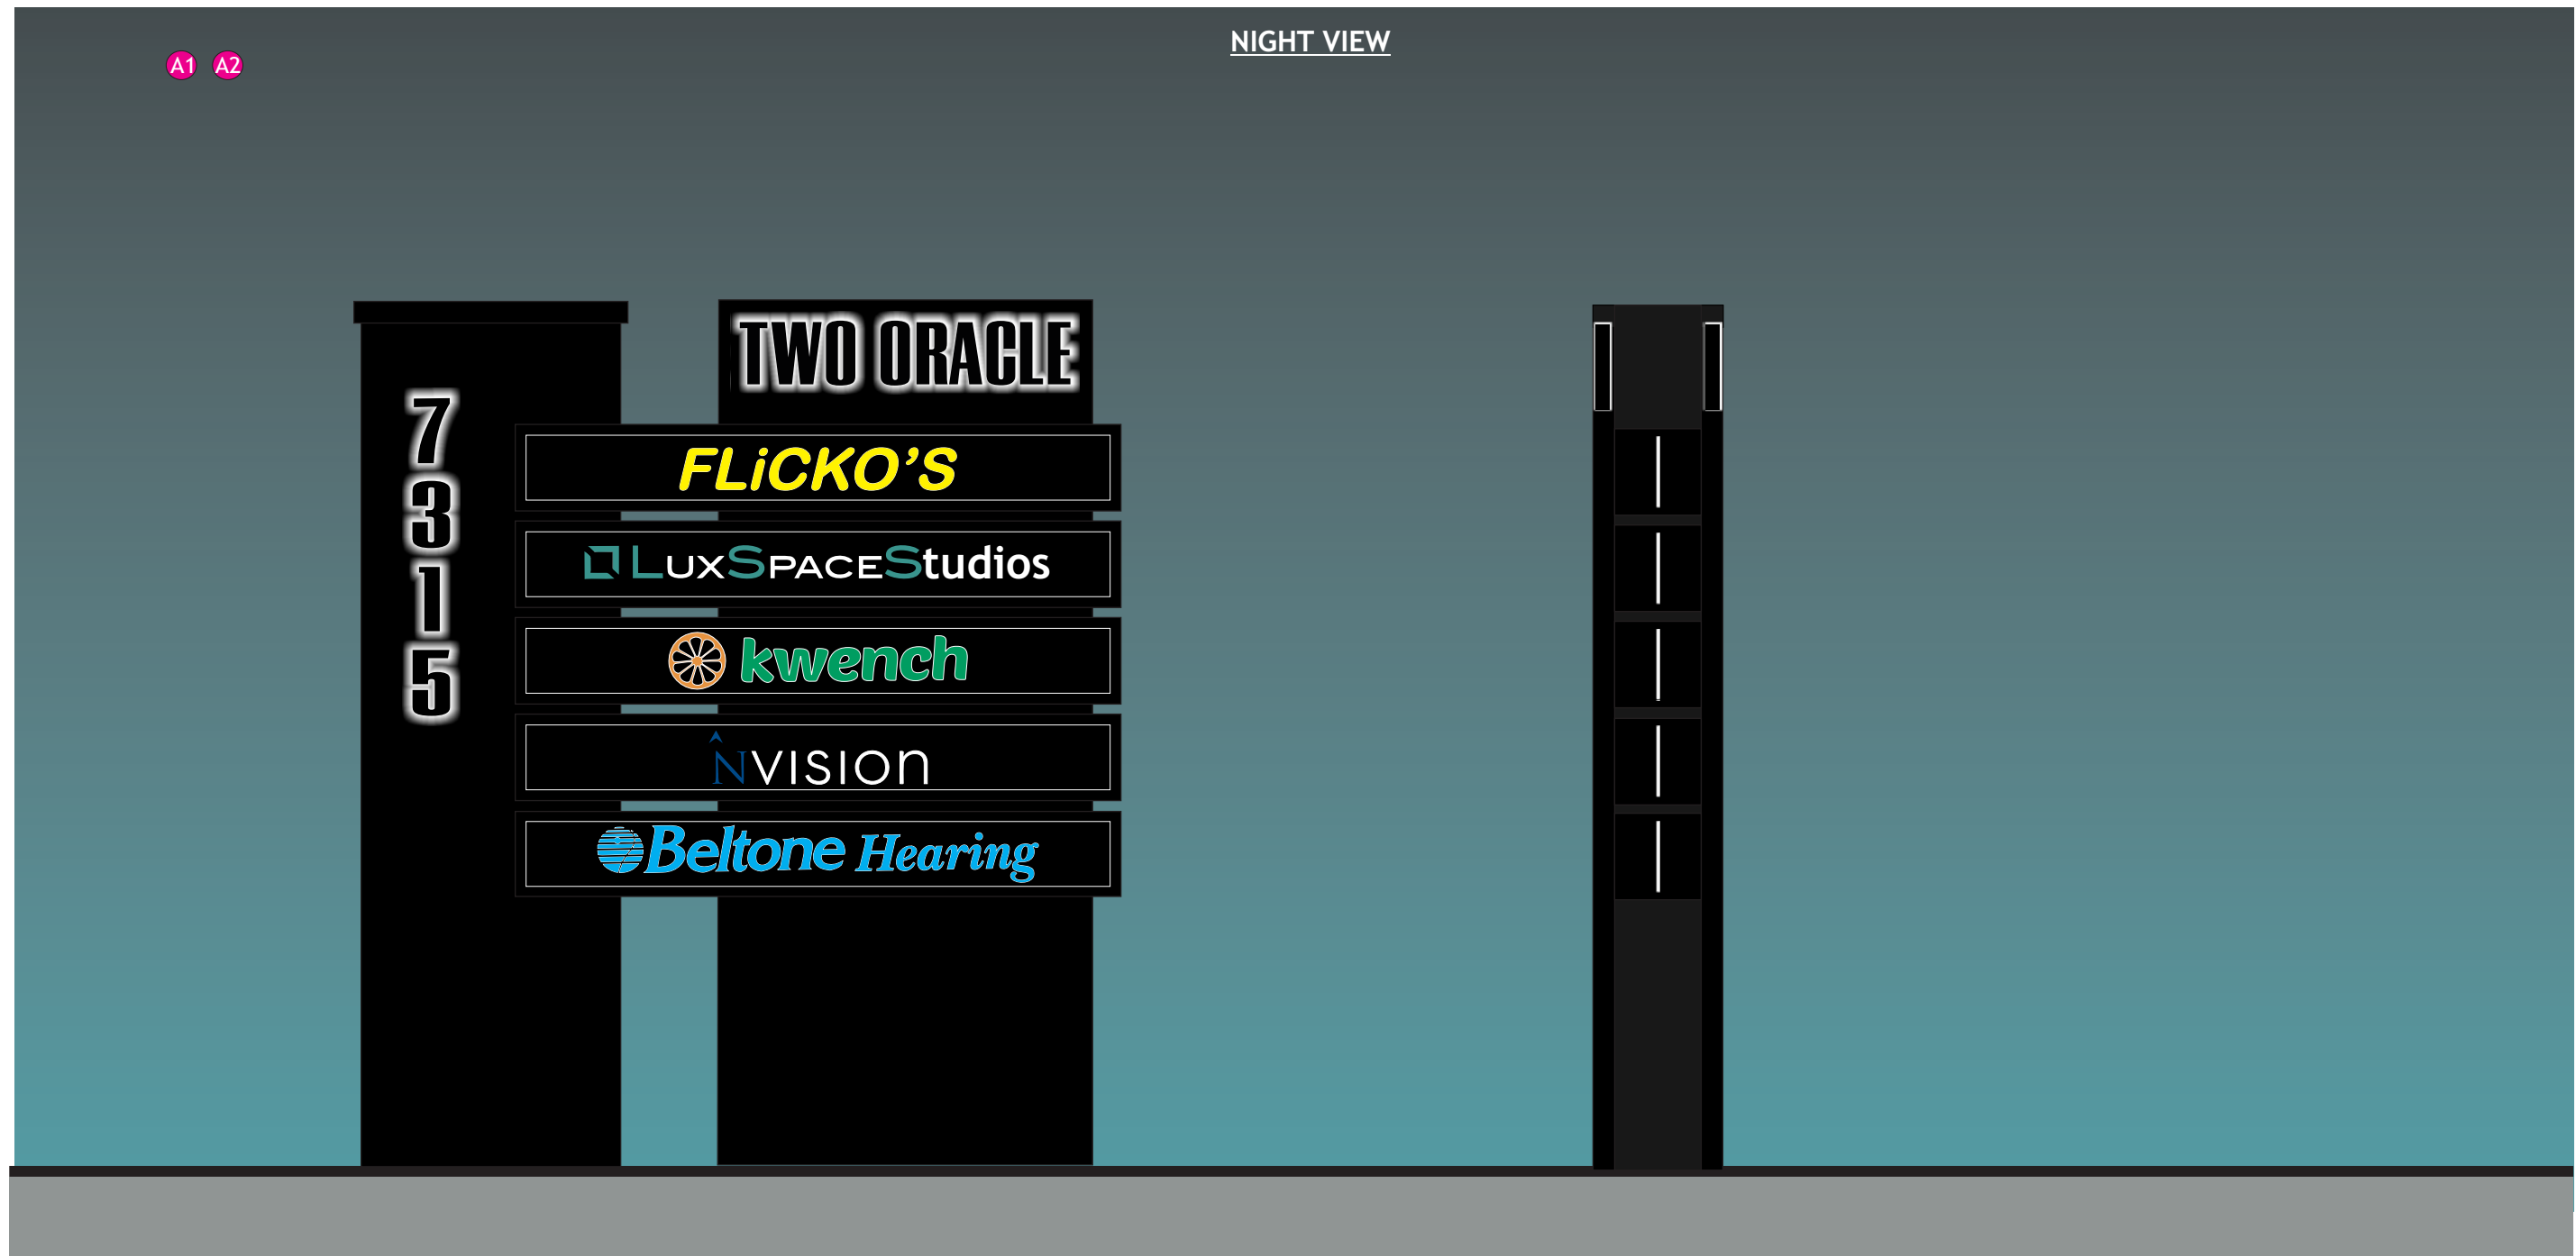 NIGHT VIEW
A1 A2
TWO ORACLE
7
3
1
5
FLiCKO'S
LUXSPACEStudios
kwench
NVISION
Beltone Hearing